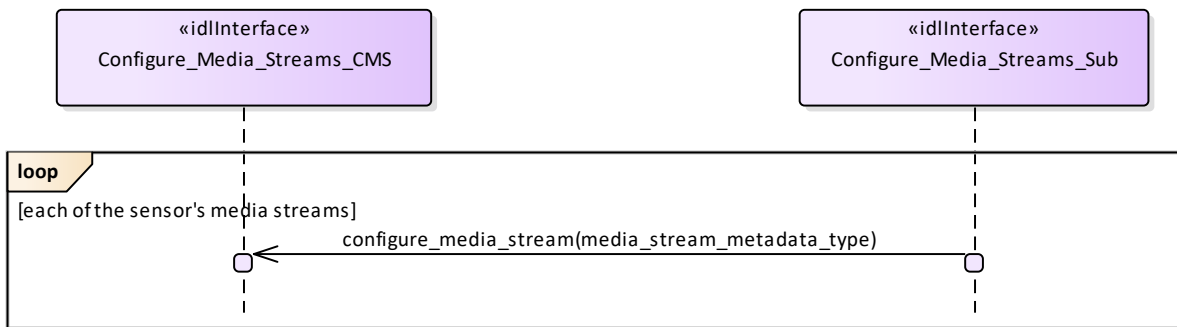 «idlInterface»
Configure_Media_Streams_CMS
«idlInterface»
Configure_Media_Streams_Sub
loop
[each of the sensor's media streams]
configure_media_stream(media_stream_metadata_type)